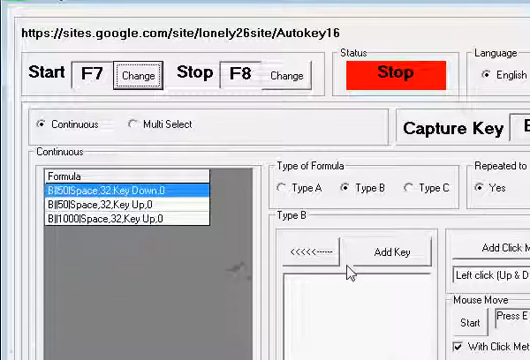 https://sites.google.com/site/lonely26site/Autokey16
Start F7 Change Stop F8 Change
Status
Stop
Language
English
Continuous Multi Select
Capture Key
Continuous
Formula
B||50|Space,32,Key Down,0
B||50|Space,32,Key Up,0
B||1000|Space,32,Key Up,0
Type of Formula
Type A Type B Type C
Repeated to
Yes
Type B
<<<<<----- Add Key
Add Click M
Left click (Up & D
Mouse Move
Start Press E
With Click Met